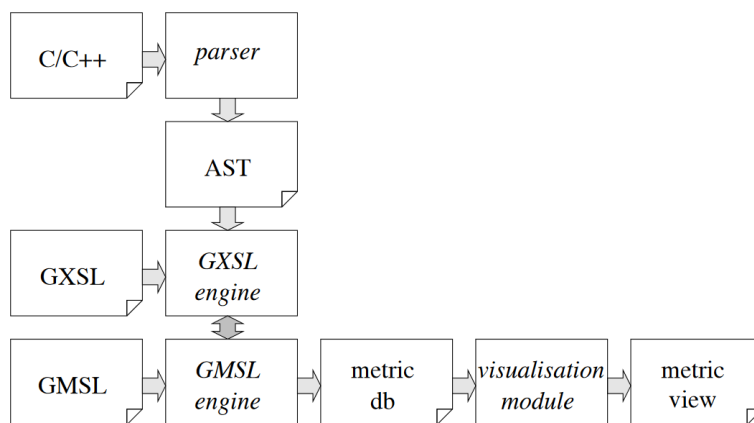 C/C++
parser
AST
GXSL
GXSL
engine
GMSL
GMSL
engine
metric
db
visualisation
module
metric
view